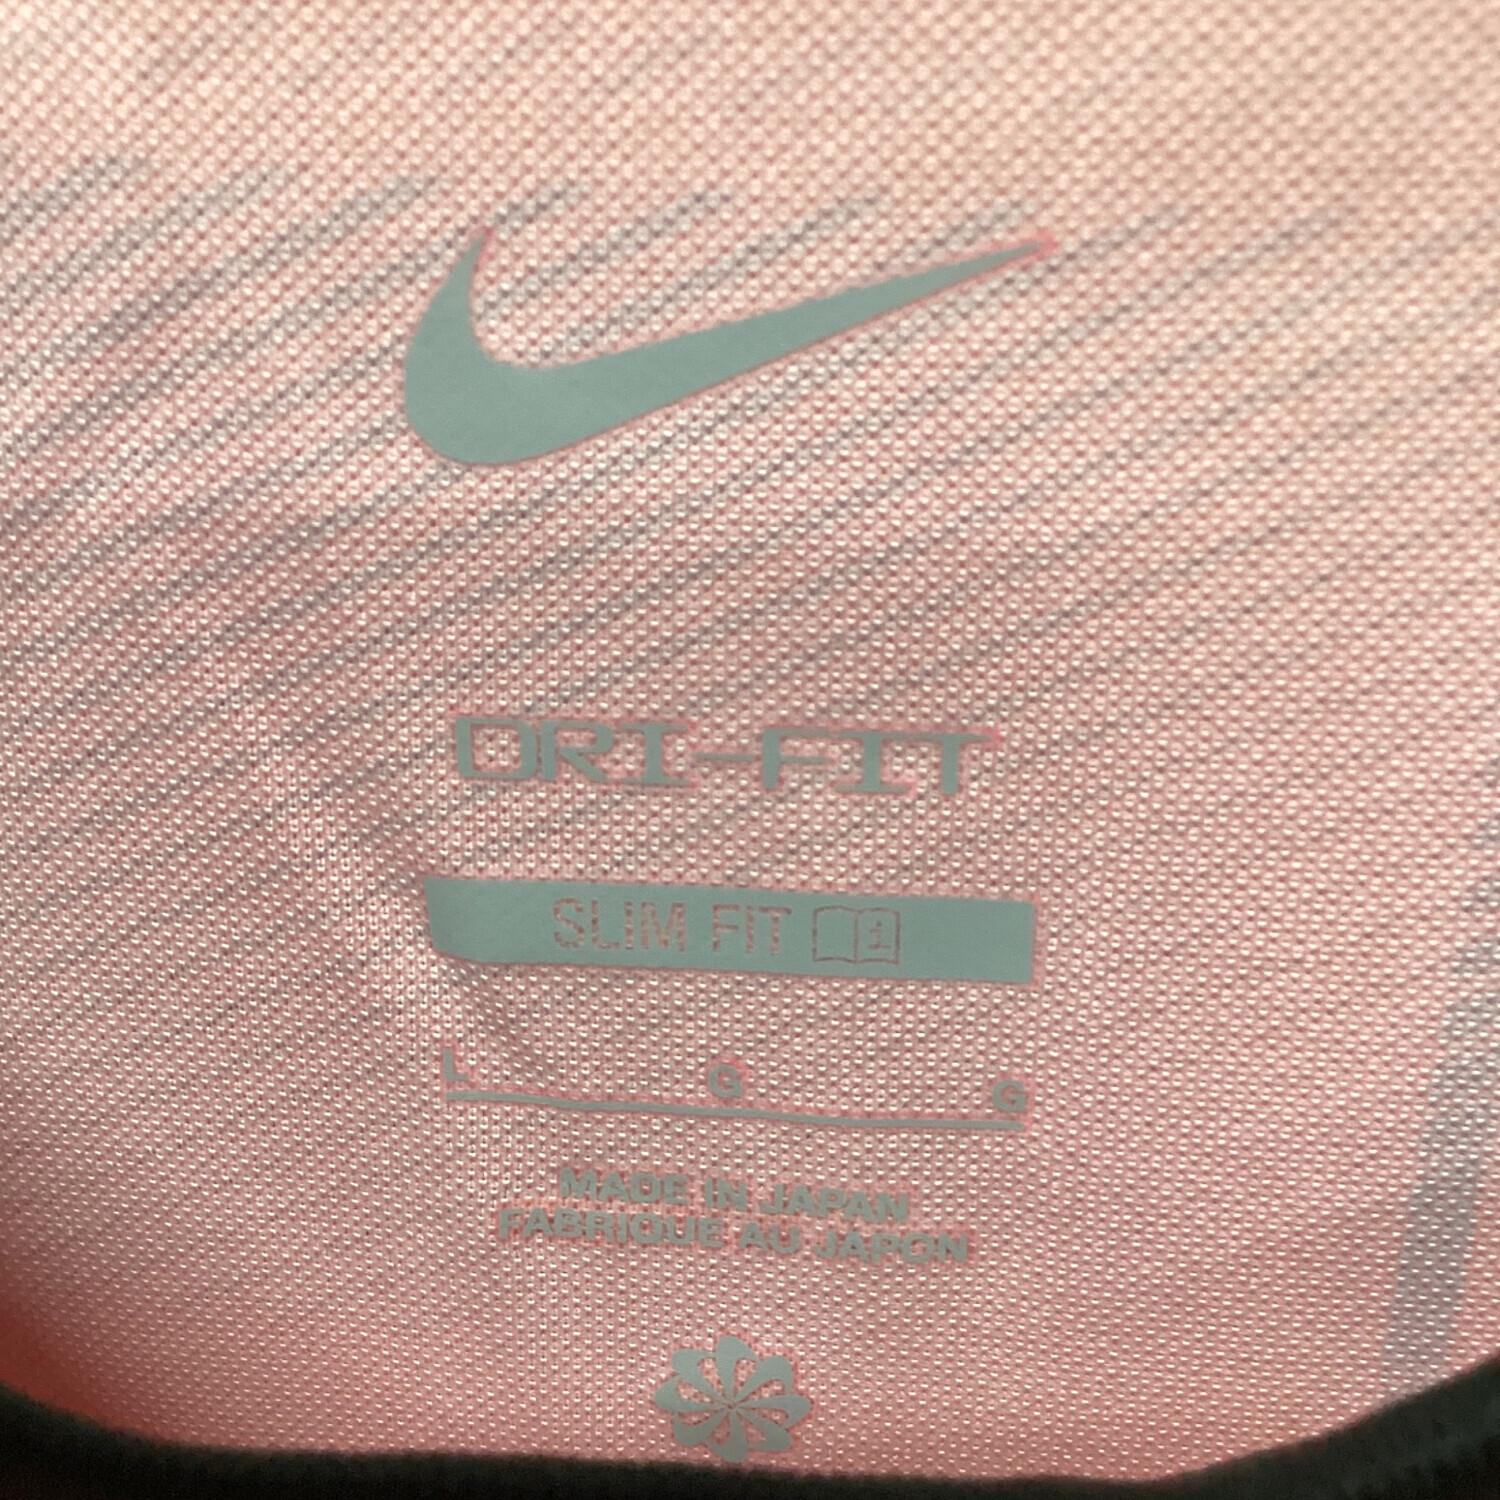 DRI-FIT
SLIM FIT
L G G
MADE IN JAPAN
FABRIQUE AU JAPON